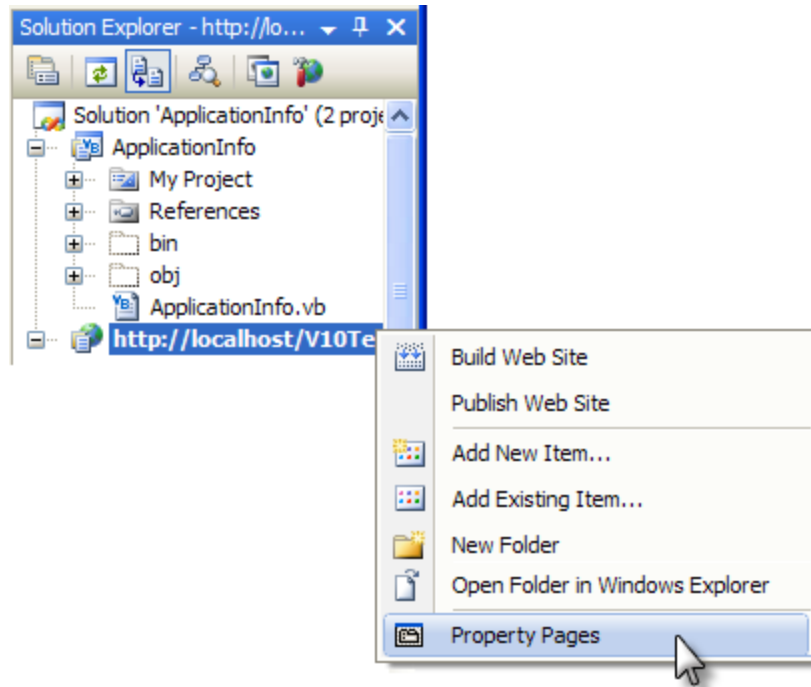 Solution Explorer - http://lo...
Solution 'ApplicationInfo' (2 proje
ApplicationInfo
My Project
References
bin
obj
ApplicationInfo.vb
http://localhost/V10Te
Build Web Site
Publish Web Site
Add New Item...
Add Existing Item...
New Folder
Open Folder in Windows Explorer
Property Pages